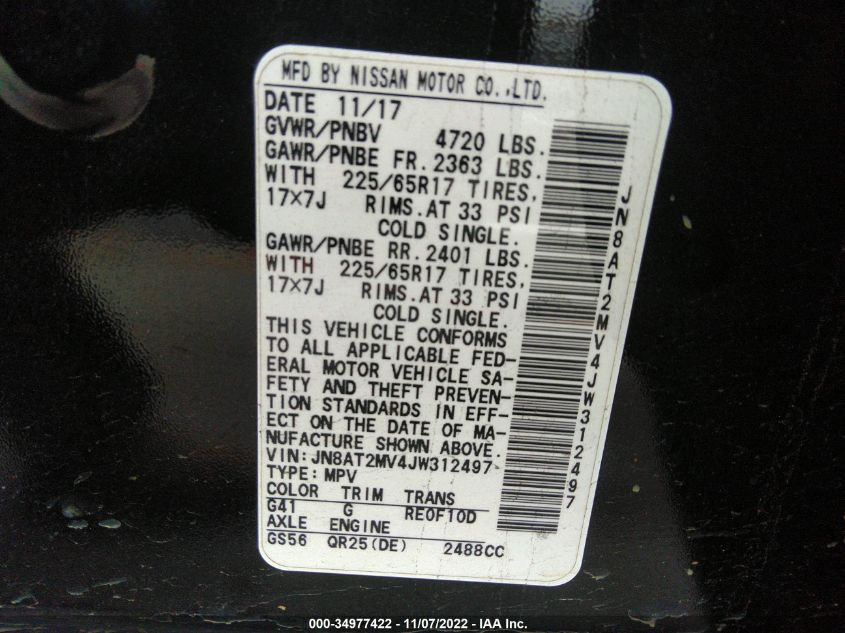 MFD BY NISSAN MOTOR CO.,LTD.
DATE 11/17
GVWR/PNBV 4720 LBS.
GAWR/PNBE FR. 2363 LBS.
WITH 225/65R17 TIRES,
17×7J RIMS. AT 33 PSI
COLD SINGLE.
GAWR/PNBE RR. 2401 LBS.
WITH 225/65R17 TIRES,
17×7J RIMS. AT 33 PSI
COLD SINGLE.
THIS VEHICLE CONFORMS
TO ALL APPLICABLE FED-
ERAL MOTOR VEHICLE SA-
FETY AND THEFT PREVEN-
TION STANDARDS IN EFF-
ECT ON THE DATE OF MA-
NUFACTURE SHOWN ABOVE.
VIN:JN8AT2MV4JW312497
TYPE:MPV
COLOR TRIM TRANS
G41 G RE0F10D
AXLE ENGINE
GS56 QR25(DE) 2488CC
JN8AT2MV4JW312497
000-34977422 - 11/07/2022 - IAA Inc.